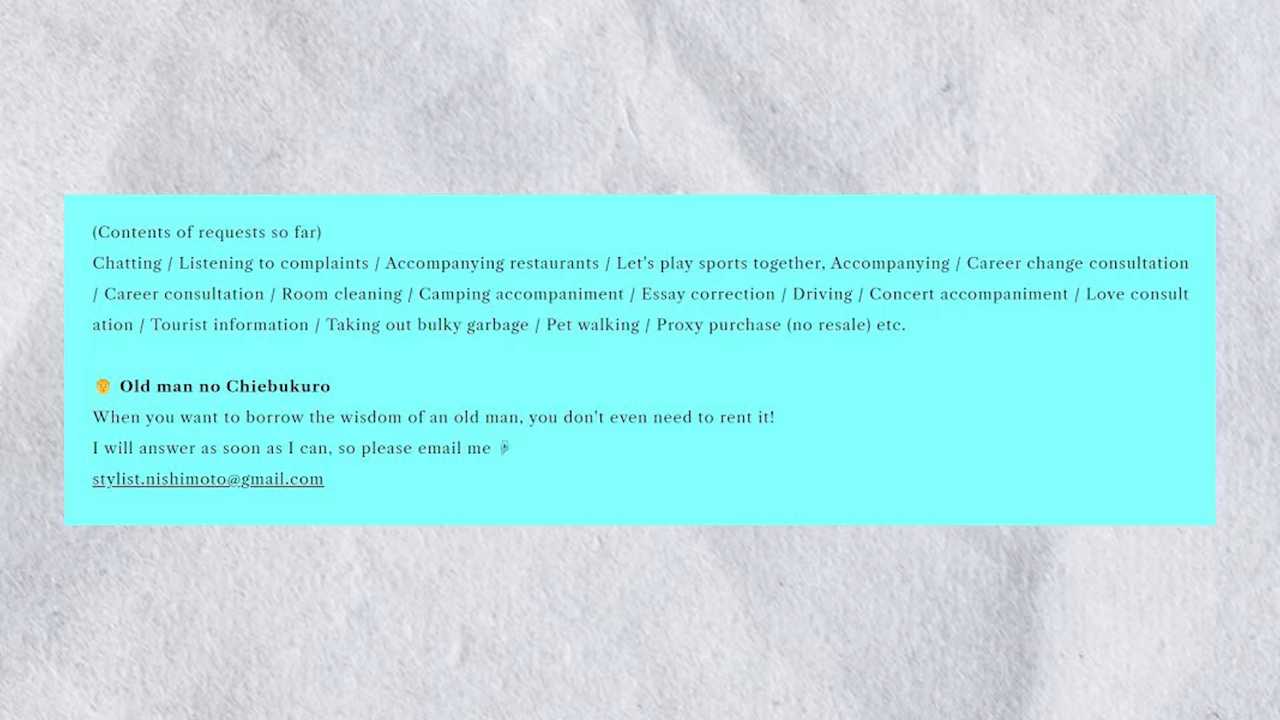 (Contents of requests so far)
Chatting / Listening to complaints / Accompanying restaurants / Let's play sports together, Accompanying / Career change consultation
/ Career consultation / Room cleaning / Camping accompaniment / Essay correction / Driving / Concert accompaniment / Love consult
ation / Tourist information / Taking out bulky garbage / Pet walking / Proxy purchase (no resale) etc.
👴 Old man no Chiebukuro
When you want to borrow the wisdom of an old man, you don't even need to rent it!
I will answer as soon as I can, so please email me ☟
stylist.nishimoto@gmail.com